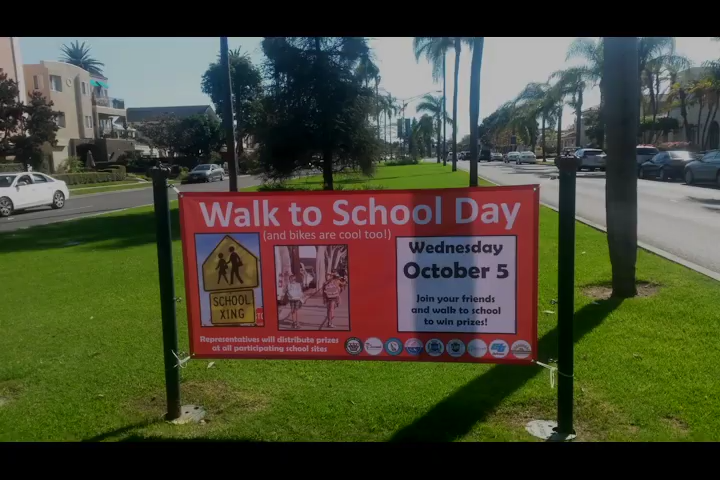 Walk to School Day
(and bikes are cool too!)
SCHOOL
XING
Wednesday
October 5
Join your friends
and walk to school
to win prizes!
Representatives will distribute prizes
at all participating school sites